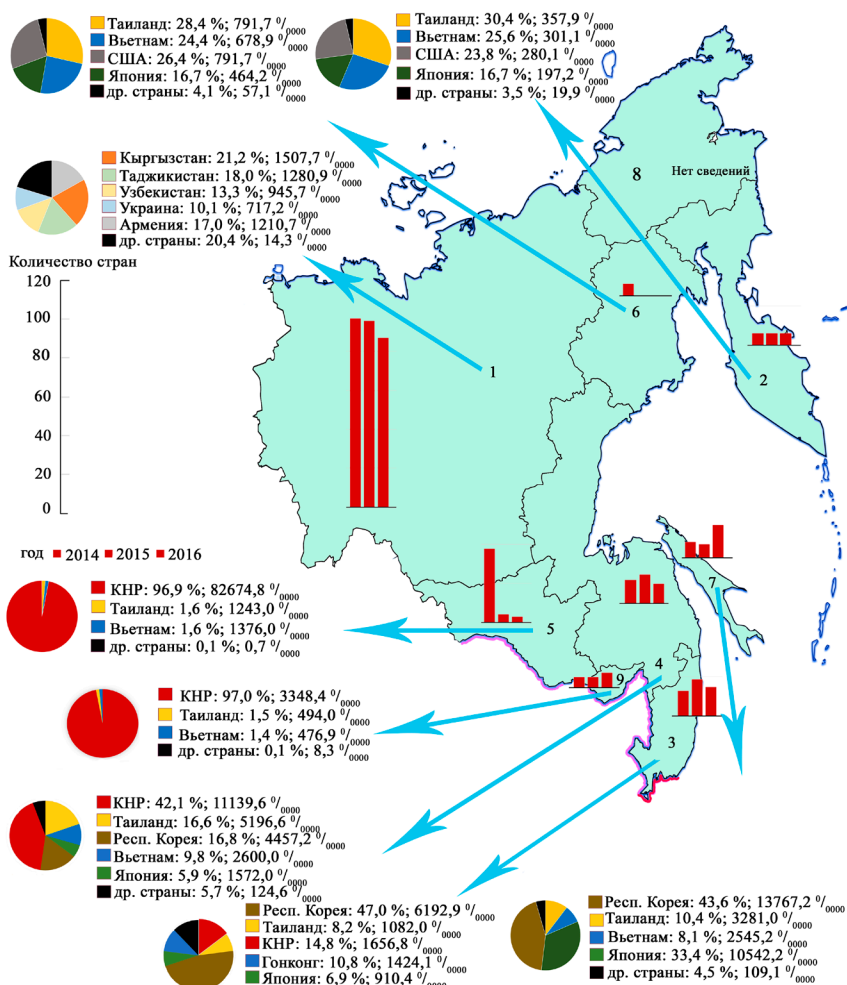 Таиланд: 28,4 %; 791,7 0/0000
Вьетнам: 24,4 %; 678,9 0/0000
США: 26,4 %; 791,7 0/0000
Япония: 16,7 %; 464,2 0/0000
др. страны: 4,1 %; 57,1 0/0000
Таиланд: 30,4 %; 357,9 0/0000
Вьетнам: 25,6 %; 301,1 0/0000
США: 23,8 %; 280,1 0/0000
Япония: 16,7 %; 197,2 0/0000
др. страны: 3,5 %; 19,9 0/0000
Кыргызстан: 21,2 %; 1507,7 0/0000
Таджикистан: 18,0 %; 1280,9 0/0000
Узбекистан: 13,3 %; 945,7 0/0000
Украина: 10,1 %; 717,2 0/0000
Армения: 17,0 %; 1210,7 0/0000
др. страны: 20,4 %; 14,3 0/0000
8
Нет сведений
Количество стран
120
100
80
60
40
20
0
6
1
2
год 2014 2015 2016
7
5
9
4
3
КНР: 96,9 %; 82674,8 0/0000
Таиланд: 1,6 %; 1243,0 0/0000
Вьетнам: 1,6 %; 1376,0 0/0000
др. страны: 0,1 %; 0,7 0/0000
КНР: 97,0 %; 3348,4 0/0000
Таиланд: 1,5 %; 494,0 0/0000
Вьетнам: 1,4 %; 476,9 0/0000
др. страны: 0,1 %; 8,3 0/0000
КНР: 42,1 %; 11139,6 0/0000
Таиланд: 16,6 %; 5196,6 0/0000
Респ. Корея: 16,8 %; 4457,2 0/0000
Вьетнам: 9,8 %; 2600,0 0/0000
Япония: 5,9 %; 1572,0 0/0000
др. страны: 5,7 %; 124,6 0/0000
Респ. Корея: 47,0 %; 6192,9 0/0000
Таиланд: 8,2 %; 1082,0 0/0000
КНР: 14,8 %; 1656,8 0/0000
Гонконг: 10,8 %; 1424,1 0/0000
Япония: 6,9 %; 910,4 0/0000
Респ. Корея: 43,6 %; 13767,2 0/0000
Таиланд: 10,4 %; 3281,0 0/0000
Вьетнам: 8,1 %; 2545,2 0/0000
Япония: 33,4 %; 10542,2 0/0000
др. страны: 4,5 %; 109,1 0/0000